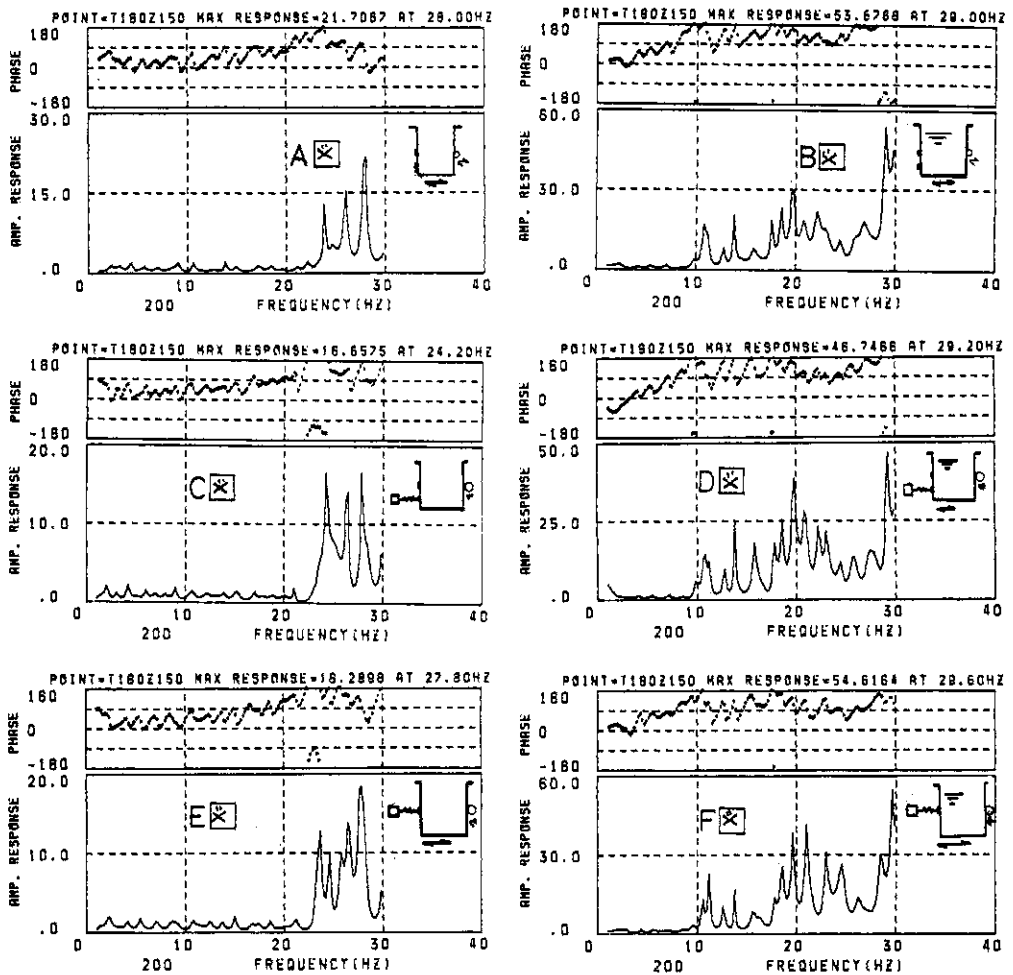 POINT=T180Z150 MAX RESPONSE=21.7067 AT 28.00HZ
180
0
-180
PHASE
30.0
15.0
.0
AMP. RESPONSE
A
0 10 20 30 40
200 FREQUENCY(HZ)
POINT=T180Z150 MAX RESPONSE=53.6788 AT 29.00HZ
180
0
-180
PHASE
60.0
30.0
.0
AMP. RESPONSE
B
0 10 20 30 40
200 FREQUENCY(HZ)
POINT=T180Z150 MAX RESPONSE=16.6575 AT 24.20HZ
180
0
-180
PHASE
20.0
10.0
.0
AMP. RESPONSE
C
0 10 20 30 40
200 FREQUENCY(HZ)
POINT=T180Z150 MAX RESPONSE=46.7466 AT 29.20HZ
180
0
-180
PHASE
50.0
25.0
.0
AMP. RESPONSE
D
0 10 20 30 40
200 FREQUENCY(HZ)
POINT=T180Z150 MAX RESPONSE=18.2898 AT 27.80HZ
180
0
-180
PHASE
20.0
10.0
.0
AMP. RESPONSE
E
0 10 20 30 40
200 FREQUENCY(HZ)
POINT=T180Z150 MAX RESPONSE=54.6164 AT 29.60HZ
180
0
-180
PHASE
60.0
30.0
.0
AMP. RESPONSE
F
0 10 20 30 40
200 FREQUENCY(HZ)